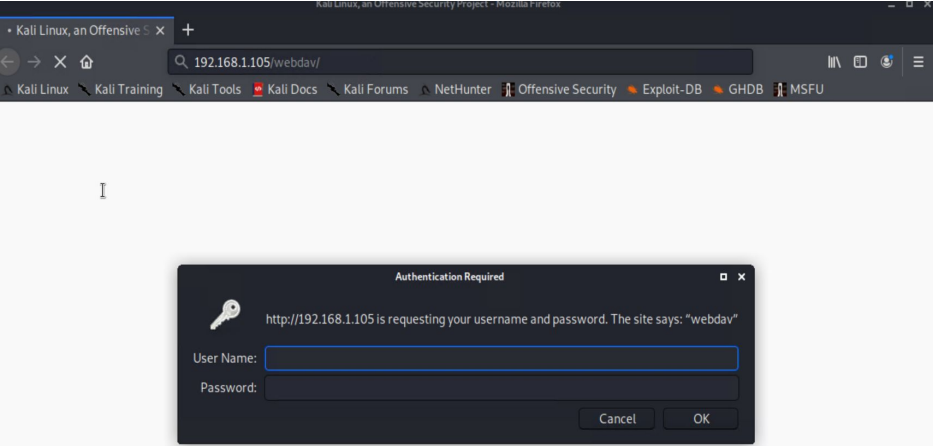 Kali Linux, an Offensive Security Project - Mozilla Firefox
Kali Linux, an Offensive S
192.168.1.105/webdav/
Kali Linux Kali Training Kali Tools Kali Docs Kali Forums NetHunter Offensive Security Exploit-DB GHDB MSFU
Authentication Required
http://192.168.1.105 is requesting your username and password. The site says: "webdav"
User Name:
Password:
Cancel OK